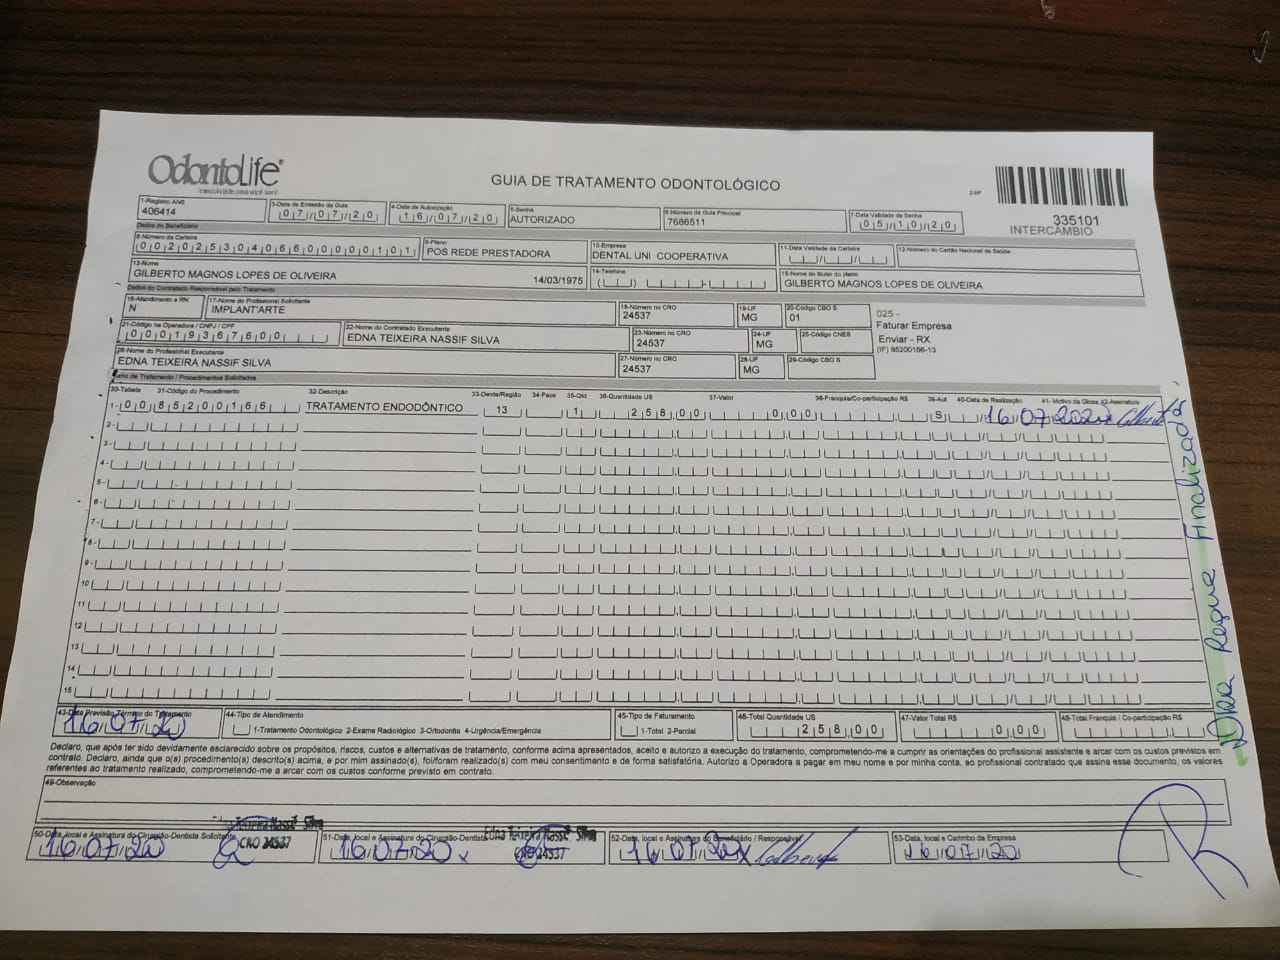 OdontoLife®
GUIA DE TRATAMENTO ODONTOLÓGICO
2-Nº
335101
INTERCÂMBIO
1-Registro ANS
406414
3-Data de Emissão da Guia
07/07/20
4-Data de Autorização
16/07/20
5-Senha
AUTORIZADO
6-Número da Guia Principal
7686511
7-Data Validade da Senha
05/10/20
Dados do Beneficiário
8-Número da Carteira
00202530406600000101
9-Plano
POS REDE PRESTADORA
10-Empresa
DENTAL UNI COOPERATIVA
11-Data Validade da Carteira
12-Número do Cartão Nacional de Saúde
13-Nome
GILBERTO MAGNOS LOPES DE OLIVEIRA
14/03/1975
14-Telefone
15-Nome do titular do plano
GILBERTO MAGNOS LOPES DE OLIVEIRA
Dados do Contratado Responsável pelo Tratamento
16-Atendimento a RN
N
17-Nome do Profissional Solicitante
IMPLANT'ARTE
18-Número no CRO
24537
19-UF
MG
20-Código CBO S
01
025 -
Faturar Empresa
Enviar - RX
(IF) 85200166-13
21-Código na Operadora / CNPJ / CPF
00019367600
22-Nome do Contratado Executante
EDNA TEIXEIRA NASSIF SILVA
23-Número no CRO
24537
24-UF
MG
25-Código CNES
26-Nome do Profissional Executante
EDNA TEIXEIRA NASSIF SILVA
27-Número no CRO
24537
28-UF
MG
29-Código CBO S
Plano de Tratamento / Procedimentos Solicitados
30-Tabela 31-Código do Procedimento 32-Descrição 33-Dente/Região 34-Face 35-Qtd 36-Quantidade US 37-Valor 38-Franquia/Co-participação R$ 39-Aut 40-Data de Realização 41- Motivo da Glosa 42-Assinatura
1- 00 85200166 TRATAMENTO ENDODÔNTICO 13 1 258,00 0,00 S 16 07 2020
2-
3-
4-
5-
6-
7-
8-
9-
10
11
12
13
14
15
Finalizada
43-Data Previsão Término do Tratamento
16/07/20
44-Tipo de Atendimento
1-Tratamento Odontológico 2-Exame Radiológico 3-Ortodontia 4-Urgência/Emergência
45-Tipo de Faturamento
1-Total 2-Parcial
46-Total Quantidade US
258,00
47-Valor Total R$
0,00
48-Total Franquia / Co-participação R$
Declaro, que após ter sido devidamente esclarecido sobre os propósitos, riscos, custos e alternativas de tratamento, conforme acima apresentados, aceito e autorizo a execução do tratamento, comprometendo-me a cumprir as orientações do profissional assistente e arcar com os custos previstos em
contrato. Declaro, ainda que o(s) procedimento(s) descrito(s) acima, e por mim assinado(s), foi/foram realizado(s) com meu consentimento e de forma satisfatória. Autorizo a Operadora a pagar em meu nome e por minha conta, ao profissional contratado que assina esse documento, os valores
referentes ao tratamento realizado, comprometendo-me a arcar com os custos conforme previsto em contrato.
49-Observação
50-Data, local e Assinatura do Cirurgião-Dentista Solicitante
16/07/20
CRO 24537
51-Data, local e Assinatura do Cirurgião-Dentista
Edna Teixeira Nassif Silva
16/07/20
CRO 24537
52-Data, local e Assinatura do Beneficiário / Responsável
16/07/20
53-Data, local e Carimbo da Empresa
16/07/20